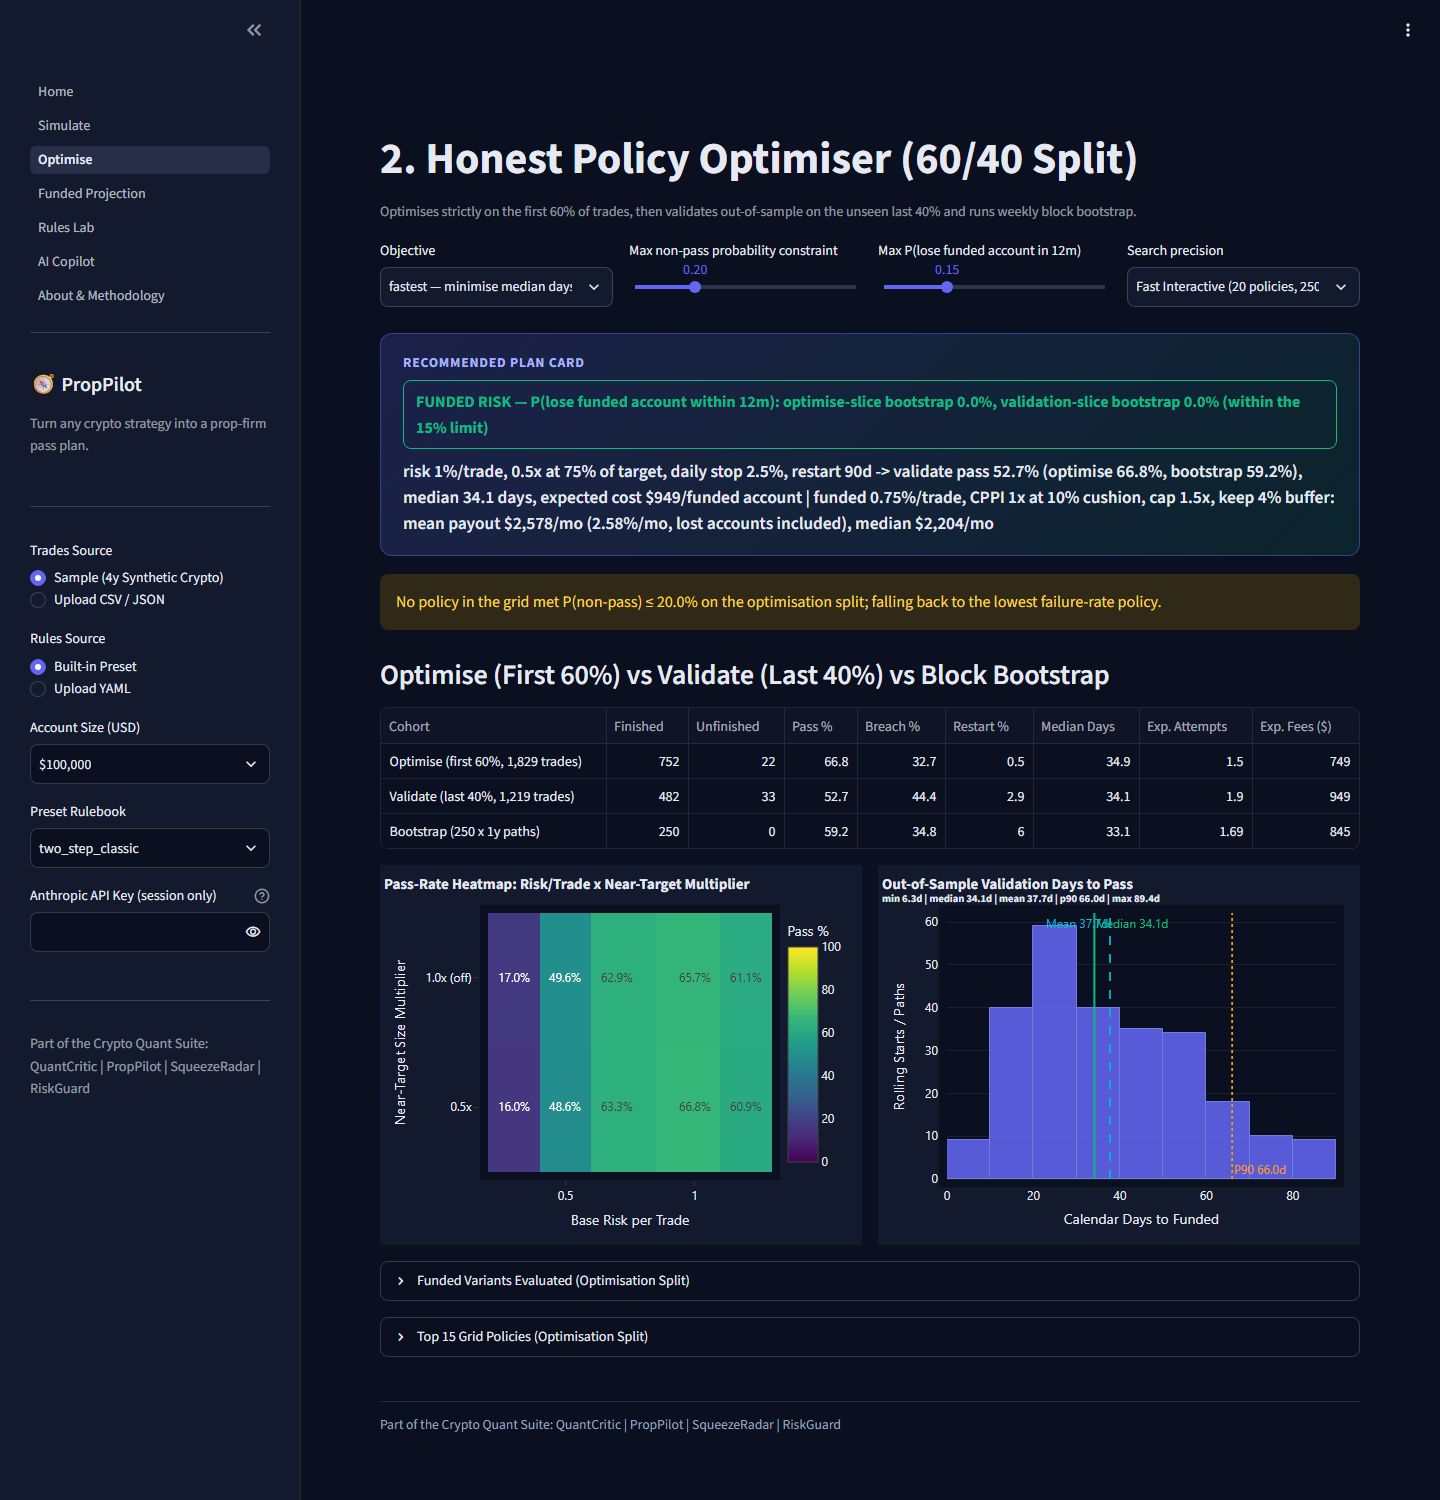 Home
Simulate
Optimise
Funded Projection
Rules Lab
AI Copilot
About & Methodology
PropPilot
Turn any crypto strategy into a prop-firm
pass plan.
Trades Source
Sample (4y Synthetic Crypto)
Upload CSV / JSON
Rules Source
Built-in Preset
Upload YAML
Account Size (USD)
$100,000
Preset Rulebook
two_step_classic
Anthropic API Key (session only)
Part of the Crypto Quant Suite:
QuantCritic | PropPilot | SqueezeRadar |
RiskGuard
2. Honest Policy Optimiser (60/40 Split)
Optimises strictly on the first 60% of trades, then validates out-of-sample on the unseen last 40% and runs weekly block bootstrap.
Objective
fastest — minimise median days
Max non-pass probability constraint
0.20
Max P(lose funded account in 12m)
0.15
Search precision
Fast Interactive (20 policies, 250
RECOMMENDED PLAN CARD
FUNDED RISK — P(lose funded account within 12m): optimise-slice bootstrap 0.0%, validation-slice bootstrap 0.0% (within the
15% limit)
risk 1%/trade, 0.5x at 75% of target, daily stop 2.5%, restart 90d -> validate pass 52.7% (optimise 66.8%, bootstrap 59.2%),
median 34.1 days, expected cost $949/funded account | funded 0.75%/trade, CPPI 1x at 10% cushion, cap 1.5x, keep 4% buffer:
mean payout $2,578/mo (2.58%/mo, lost accounts included), median $2,204/mo
No policy in the grid met P(non-pass) ≤ 20.0% on the optimisation split; falling back to the lowest failure-rate policy.
Optimise (First 60%) vs Validate (Last 40%) vs Block Bootstrap
Cohort Finished Unfinished Pass % Breach % Restart % Median Days Exp. Attempts Exp. Fees ($)
Optimise (first 60%, 1,829 trades) 752 22 66.8 32.7 0.5 34.9 1.5 749
Validate (last 40%, 1,219 trades) 482 33 52.7 44.4 2.9 34.1 1.9 949
Bootstrap (250 x 1y paths) 250 0 59.2 34.8 6 33.1 1.69 845
Pass-Rate Heatmap: Risk/Trade x Near-Target Multiplier
Near-Target Size Multiplier
1.0x (off) 17.0% 49.6% 62.9% 65.7% 61.1%
0.5x 16.0% 48.6% 63.3% 66.8% 60.9%
0.5 1
Base Risk per Trade
Pass %
100
80
60
40
20
0
Out-of-Sample Validation Days to Pass
min 6.3d | median 34.1d | mean 37.7d | p90 66.0d | max 89.4d
Rolling Starts / Paths
60
50
40
30
20
10
0
Mean 37.7d
Median 34.1d
P90 66.0d
0 20 40 60 80
Calendar Days to Funded
Funded Variants Evaluated (Optimisation Split)
Top 15 Grid Policies (Optimisation Split)
Part of the Crypto Quant Suite: QuantCritic | PropPilot | SqueezeRadar | RiskGuard